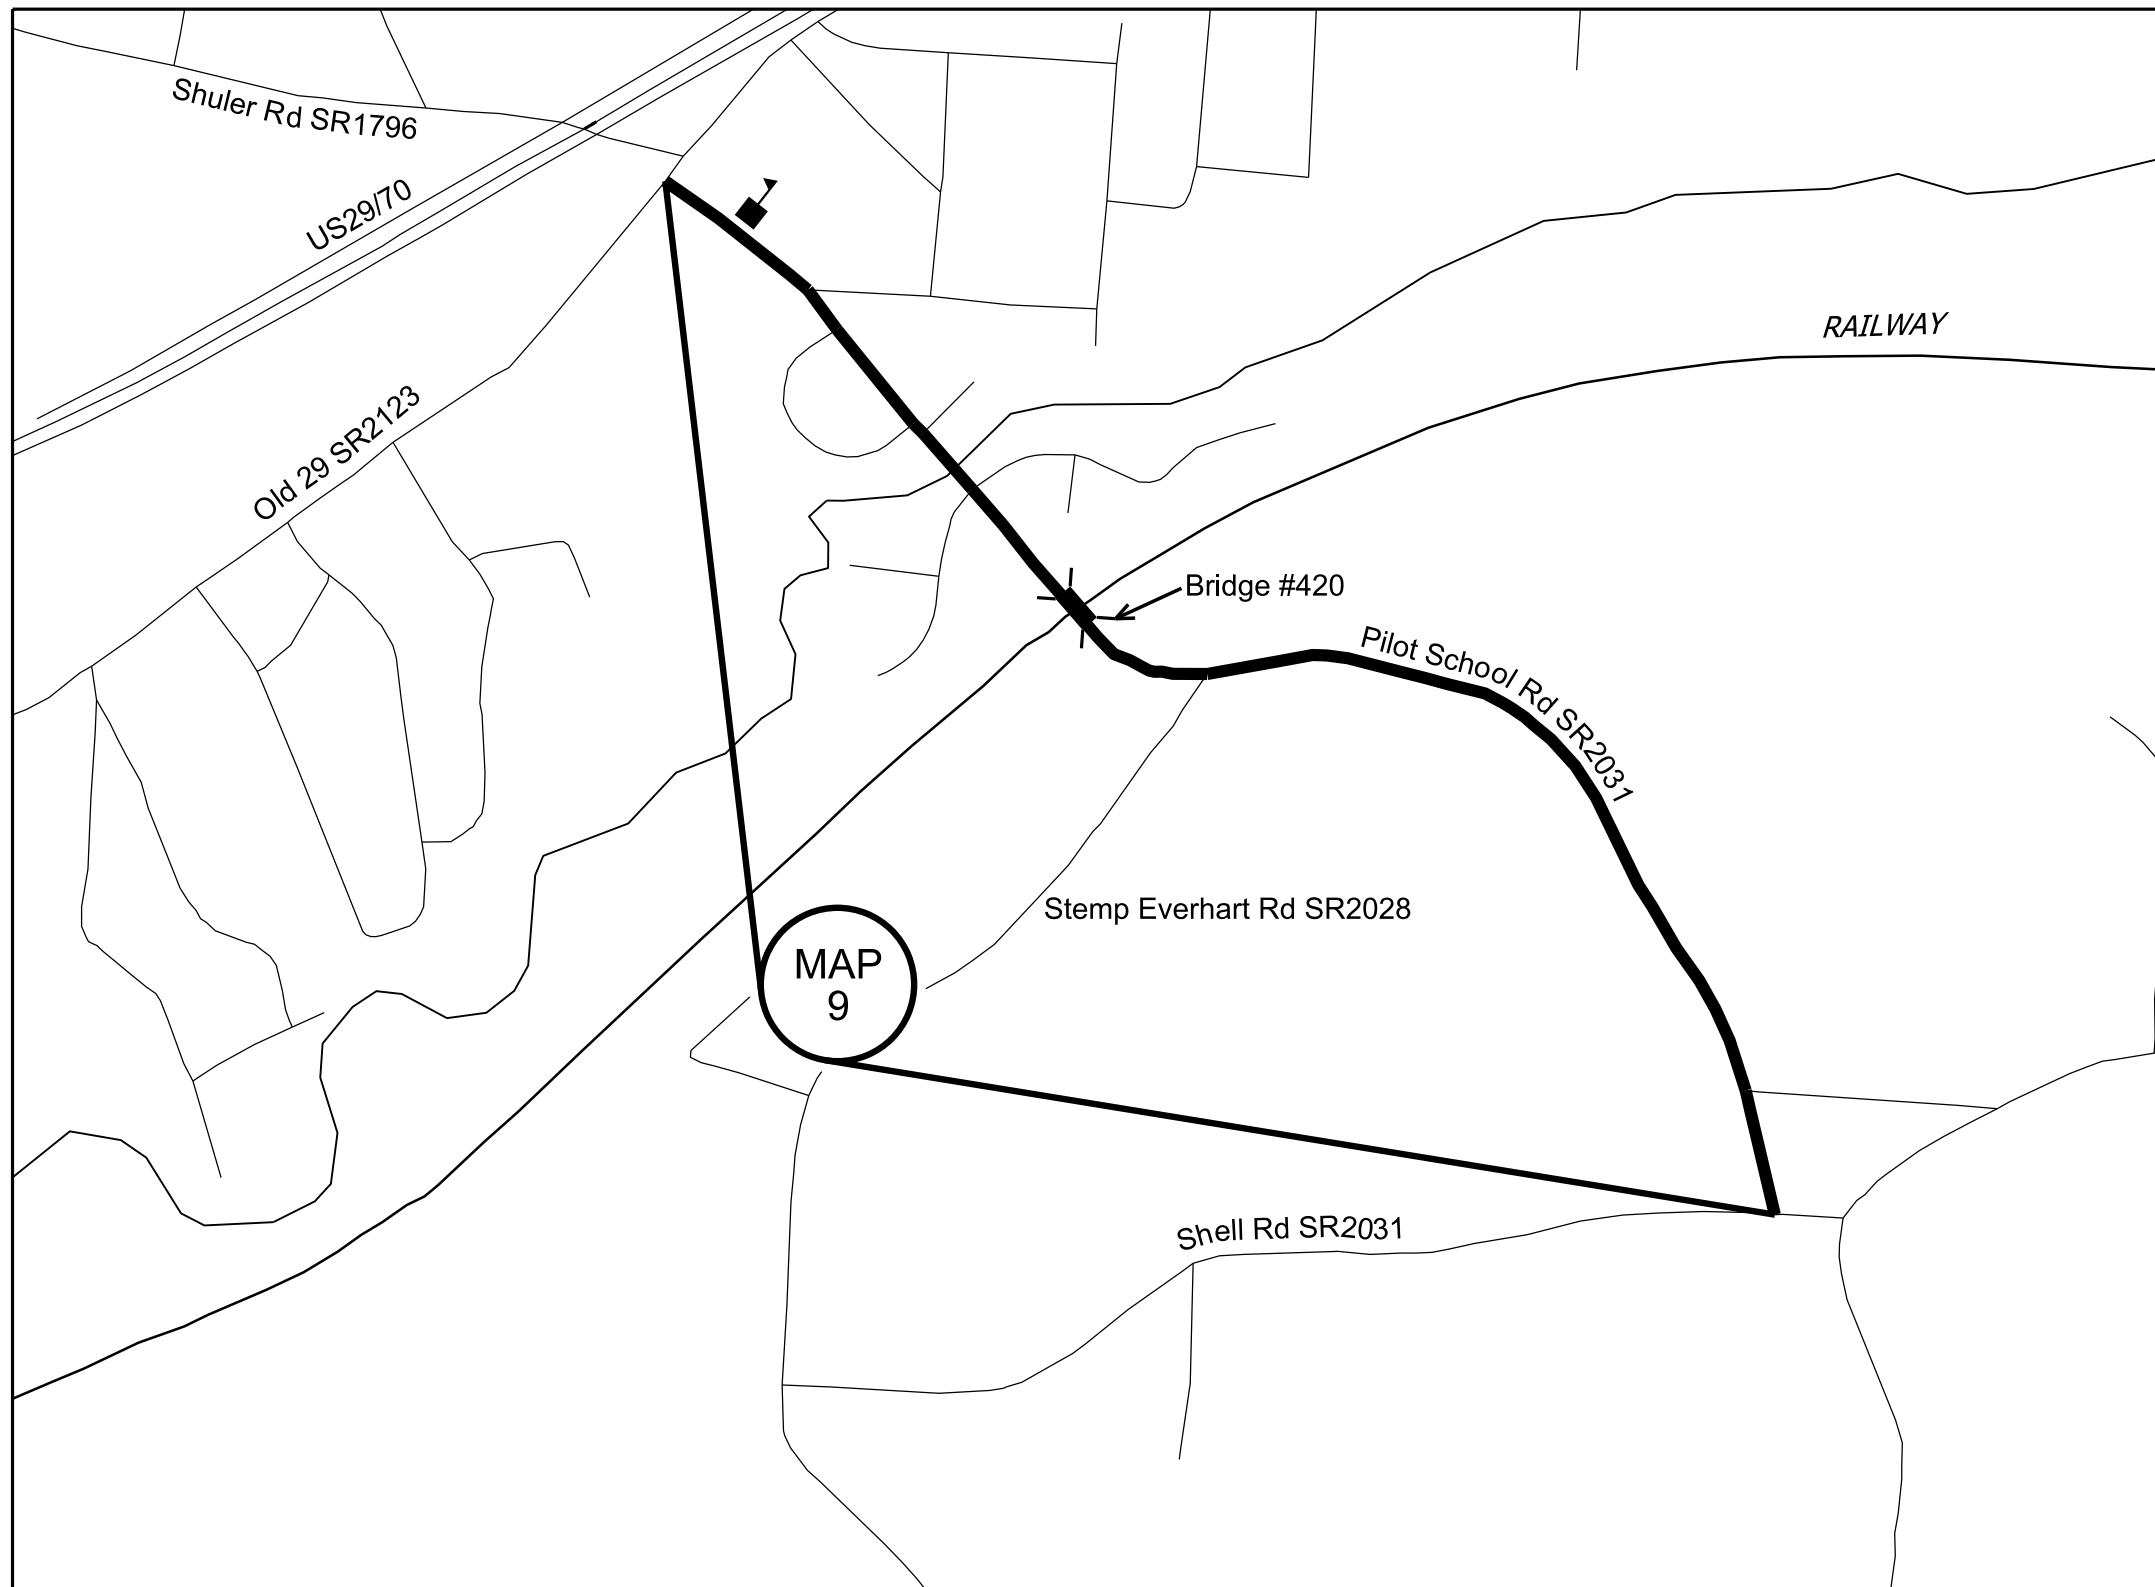 Shuler Rd SR1796
US29/70
RAILWAY
Old 29 SR2123
Bridge #420
Pilot School Rd SR2031
Stemp Everhart Rd SR2028
MAP
9
Shell Rd SR2031